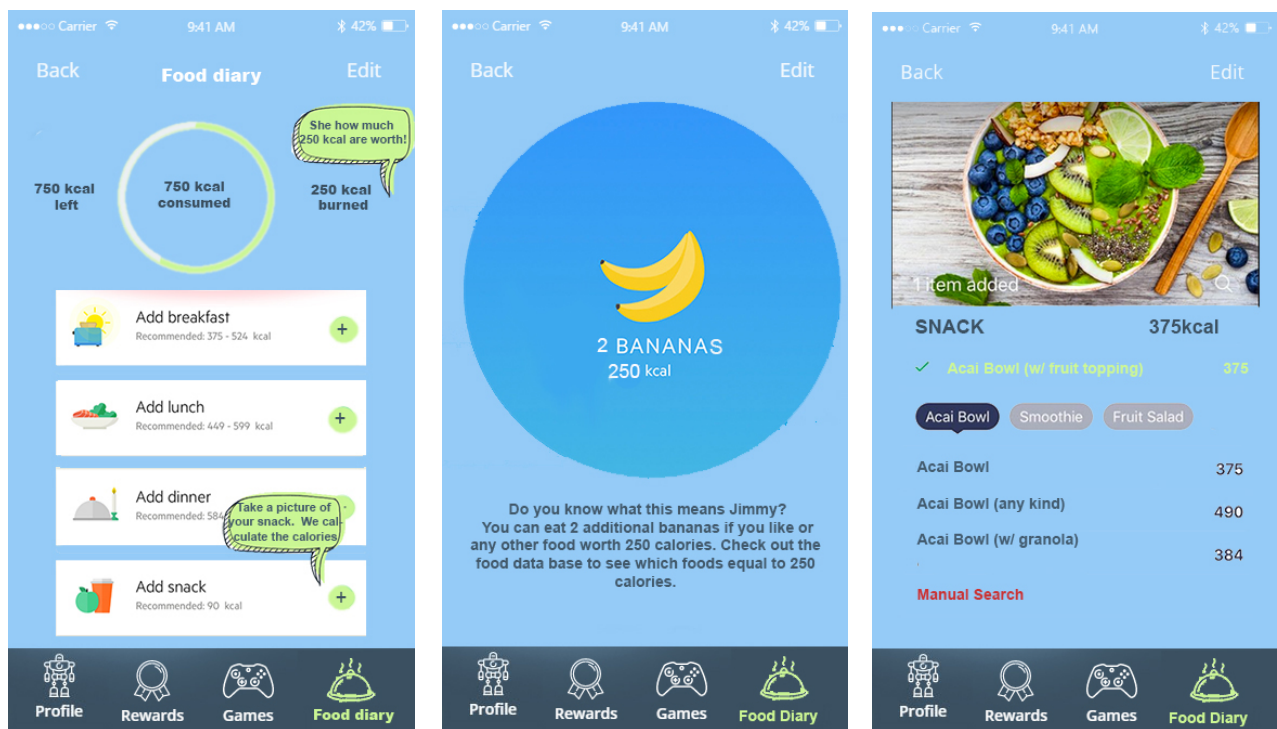 Carrier 9:41 AM 42%
Back Food diary Edit
She how much
250 kcal are worth!
750 kcal
left
750 kcal
consumed
250 kcal
burned
Add breakfast
Recommended: 375 - 524 kcal
+
Add lunch
Recommended: 449 - 599 kcal
+
Add dinner
Recommended: 584
Take a picture of
your snack. We cal-
culate the calories
Add snack
Recommended: 90 kcal
+
Profile Rewards Games Food diary
Carrier 9:41 AM 42%
Back Edit
2 BANANAS
250 kcal
Do you know what this means Jimmy?
You can eat 2 additional bananas if you like or
any other food worth 250 calories. Check out the
food data base to see which foods equal to 250
calories.
Profile Rewards Games Food Diary
Carrier 9:41 AM 42%
Back Edit
1 item added
SNACK 375kcal
Acai Bowl (w/ fruit topping) 375
Acai Bowl Smoothie Fruit Salad
Acai Bowl 375
Acai Bowl (any kind) 490
Acai Bowl (w/ granola) 384
Manual Search
Profile Rewards Games Food Diary